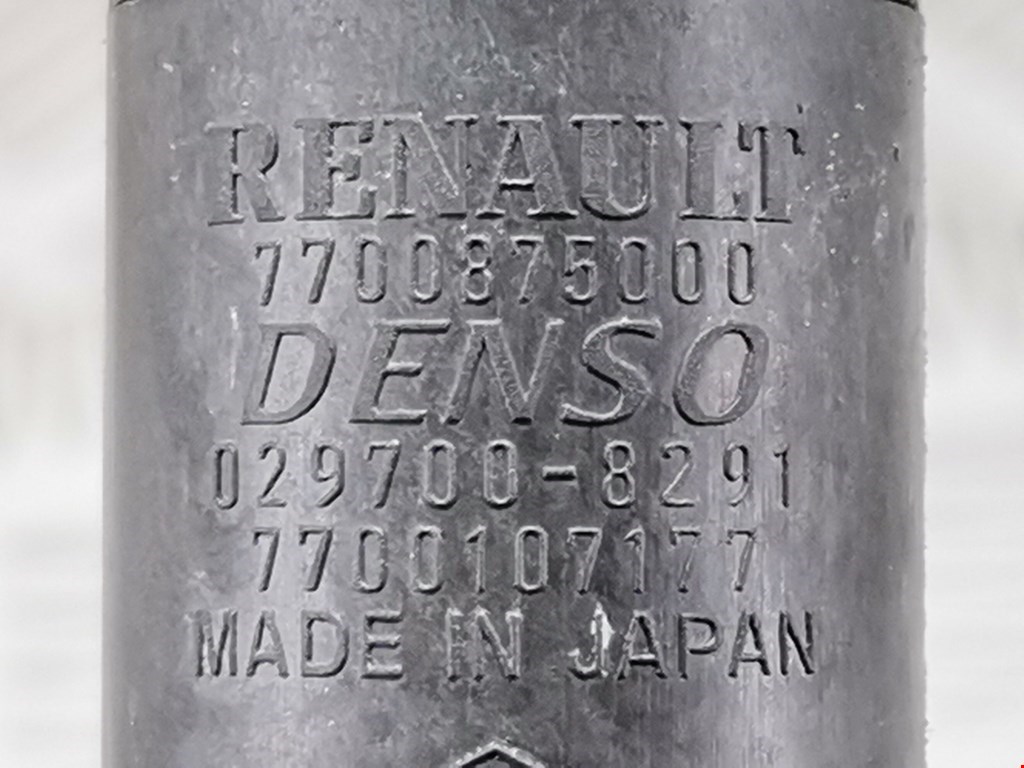 RENAULT
7700875000
DENSO
029700-8291
7700107177
MADE IN JAPAN